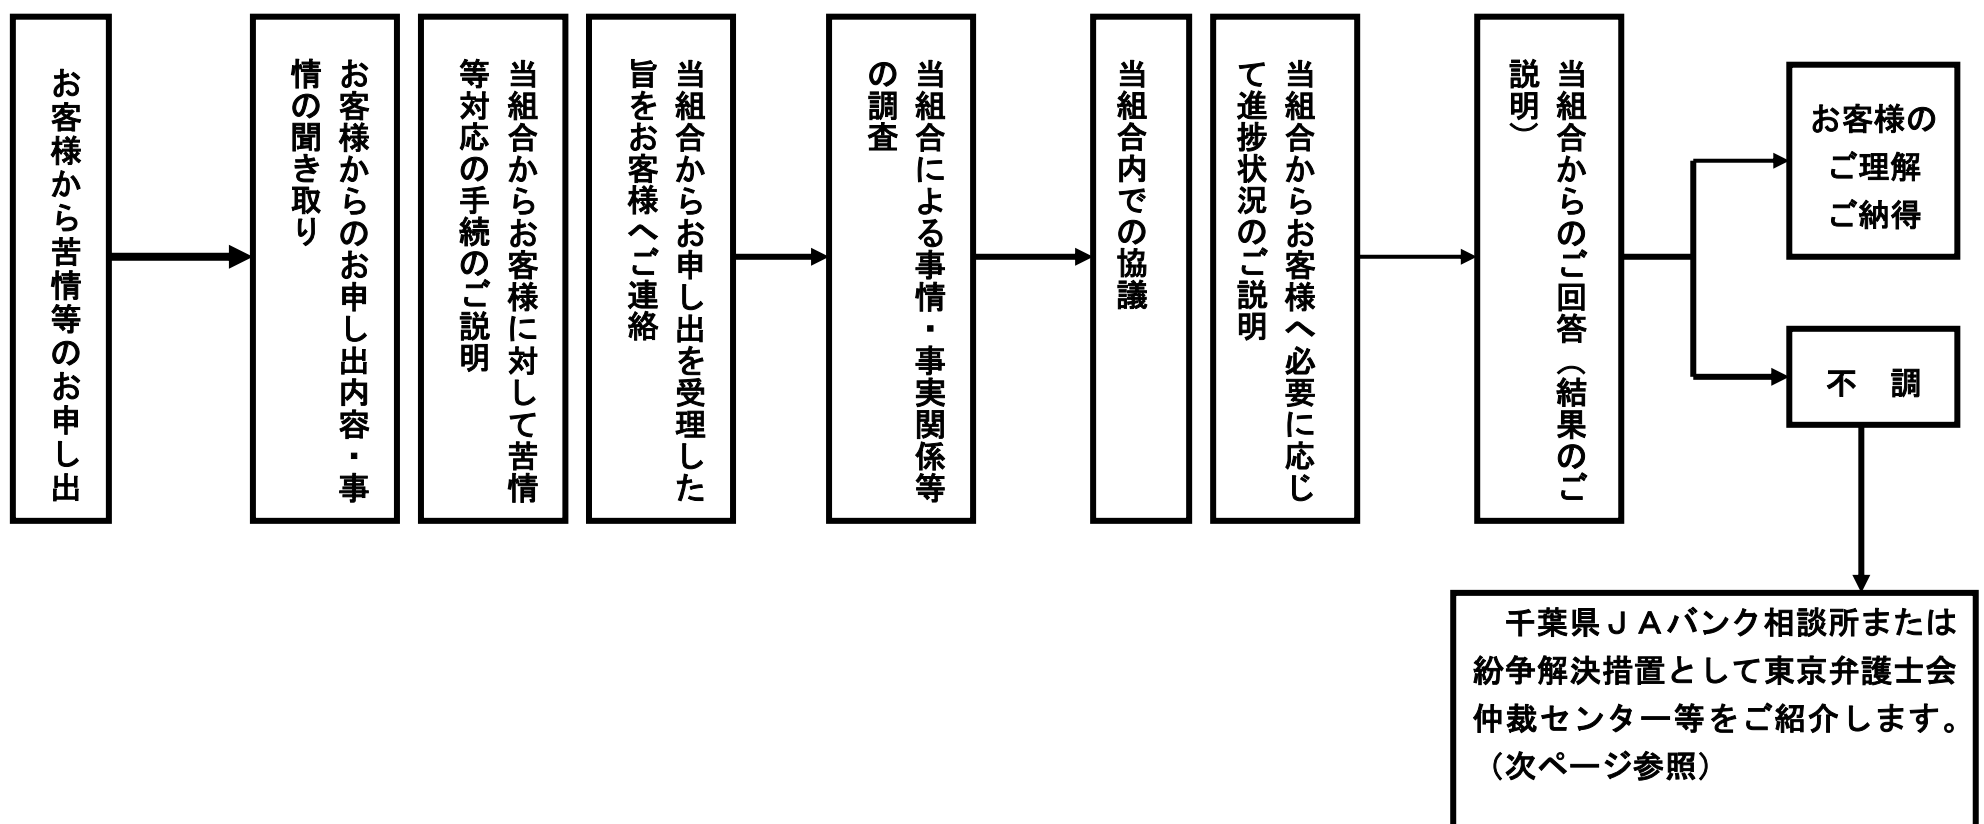 お客様から苦情等のお申し出
お客様からのお申し出内容・事
情の聞き取り
当組合からお客様に対して苦情
等対応の手続のご説明
当組合からお申し出を受理した
旨をお客様へご連絡
当組合による事情・事実関係等
の調査
当組合内での協議
当組合からお客様へ必要に応じ
て進捗状況のご説明
当組合からのご回答（結果のご
説明）
お客様の
ご理解
ご納得
不　調
千葉県ＪＡバンク相談所または
紛争解決措置として東京弁護士会
仲裁センター等をご紹介します。
（次ページ参照）